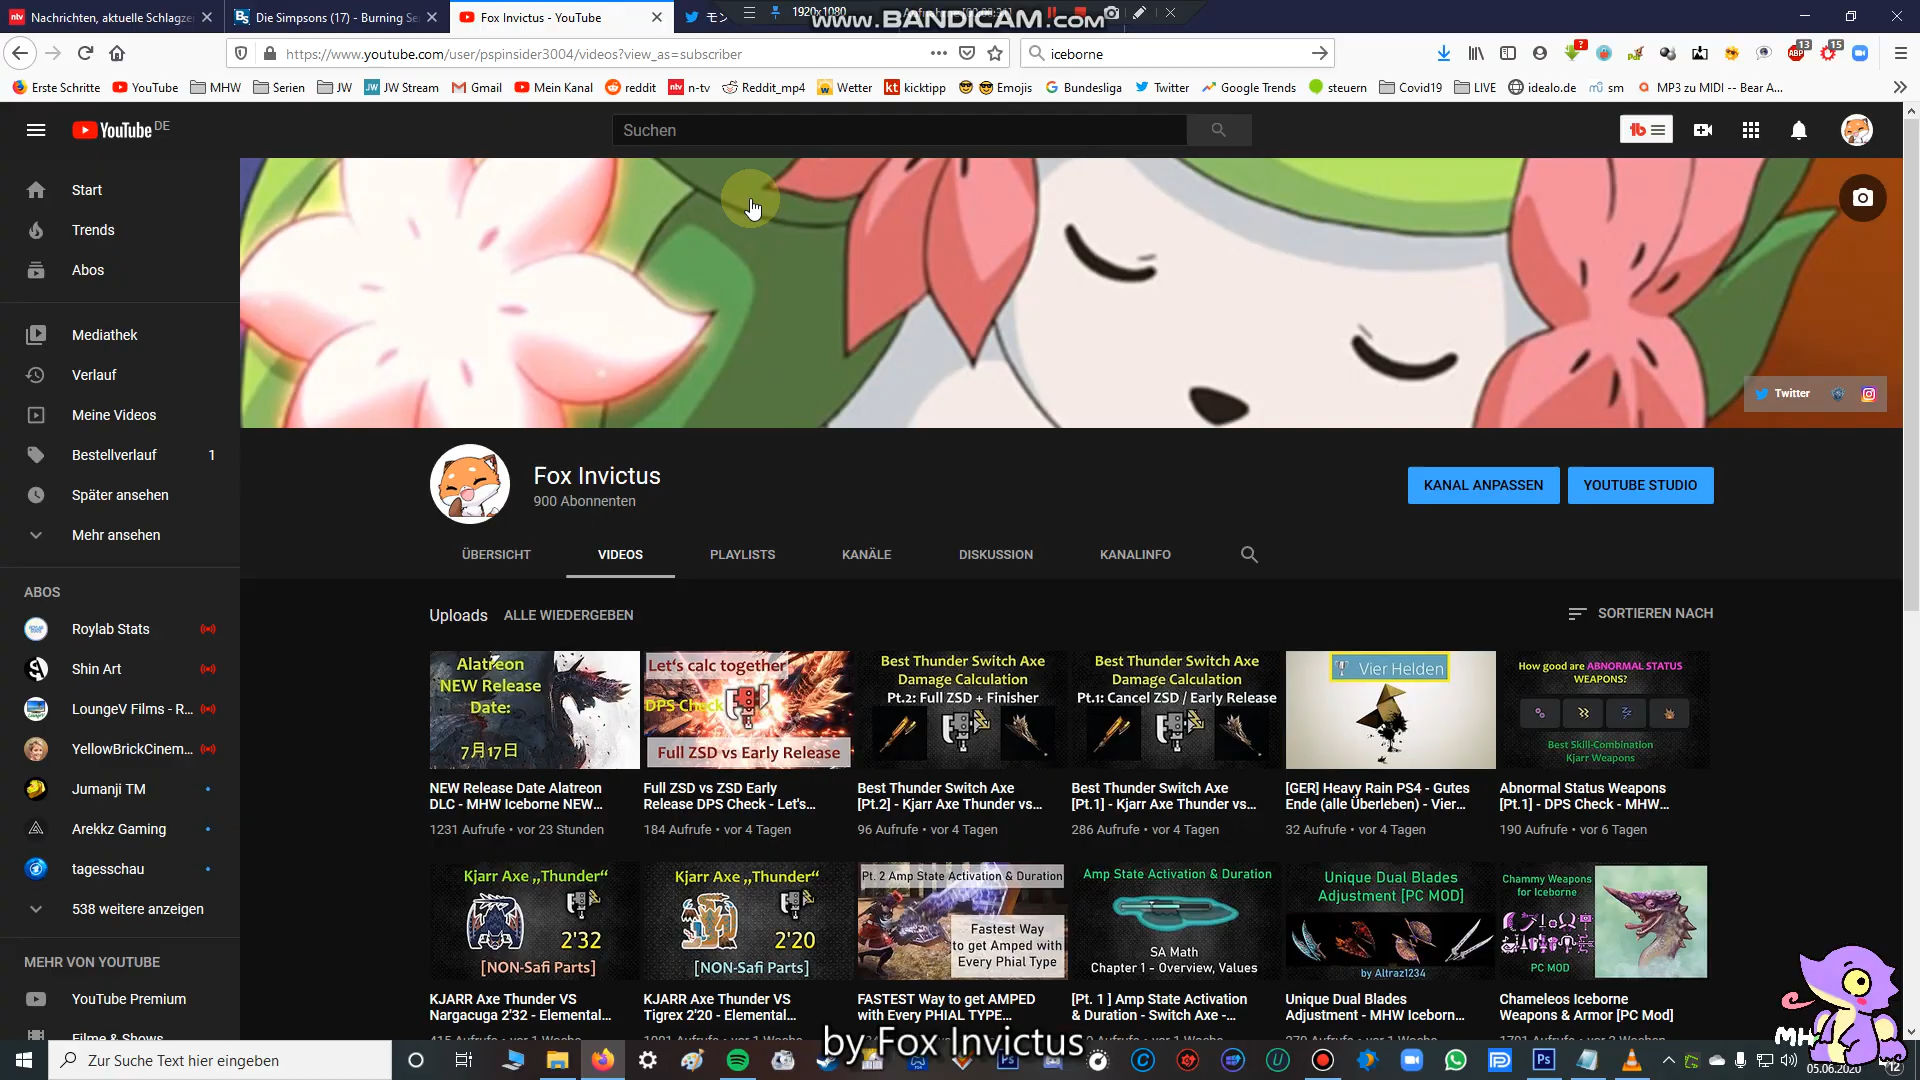 ntv Nachrichten, aktuelle Schlagze
Bs Die Simpsons (17) - Burning Se
Fox Invictus - YouTube
モン
1920x1080
www.BANDICAM.com
https://www.youtube.com/user/pspinsider3004/videos?view_as=subscriber
iceborne
?
13
15
ABP
Erste Schritte
YouTube
MHW
Serien
JW
JW JW Stream
Gmail
Mein Kanal
reddit
ntv n-tv
Reddit_mp4
Wetter
kt kicktipp
Emojis
Bundesliga
Twitter
Google Trends
steuern
Covid19
LIVE
idealo.de
sm
MP3 zu MIDI -- Bear A...
YouTube DE
Suchen
tb
Start
Trends
Abos
Mediathek
Verlauf
Meine Videos
Bestellverlauf 1
Später ansehen
Mehr ansehen
ABOS
Roylab Stats
Shin Art
LoungeV Films - R...
YellowBrickCinem...
Jumanji TM
Arekkz Gaming
tagesschau
538 weitere anzeigen
MEHR VON YOUTUBE
YouTube Premium
Filme & Shows
Twitter
Fox Invictus
900 Abonnenten
KANAL ANPASSEN
YOUTUBE STUDIO
ÜBERSICHT
VIDEOS
PLAYLISTS
KANÄLE
DISKUSSION
KANALINFO
Uploads
ALLE WIEDERGEBEN
SORTIEREN NACH
Alatreon
NEW Release
Date:
7月17日
NEW Release Date Alatreon
DLC - MHW Iceborne NEW...
1231 Aufrufe • vor 23 Stunden
Let's calc together
DPS Check
Full ZSD vs Early Release
Full ZSD vs ZSD Early
Release DPS Check - Let's...
184 Aufrufe • vor 4 Tagen
Best Thunder Switch Axe
Damage Calculation
Pt.2: Full ZSD + Finisher
Best Thunder Switch Axe
[Pt.2] - Kjarr Axe Thunder vs...
96 Aufrufe • vor 4 Tagen
Best Thunder Switch Axe
Damage Calculation
Pt.1: Cancel ZSD / Early Release
Best Thunder Switch Axe
[Pt.1] - Kjarr Axe Thunder vs...
286 Aufrufe • vor 4 Tagen
Vier Helden
[GER] Heavy Rain PS4 - Gutes
Ende (alle Überleben) - Vier...
32 Aufrufe • vor 4 Tagen
How good are ABNORMAL STATUS
WEAPONS?
Best Skill-Combination
Kjarr Weapons
Abnormal Status Weapons
[Pt.1] - DPS Check - MHW...
190 Aufrufe • vor 6 Tagen
Kjarr Axe „Thunder“
2'32
[NON-Safi Parts]
KJARR Axe Thunder VS
Nargacuga 2'32 - Elemental...
Kjarr Axe „Thunder“
2'20
[NON-Safi Parts]
KJARR Axe Thunder VS
Tigrex 2'20 - Elemental...
Pt. 2 Amp State Activation & Duration
Fastest Way
to get Amped with
Every Phial Type
FASTEST Way to get AMPED
with Every PHIAL TYPE...
Amp State Activation & Duration
SA Math
Chapter 1 - Overview, Values
[Pt. 1 ] Amp State Activation
& Duration - Switch Axe -...
Unique Dual Blades
Adjustment [PC MOD]
by Altraz1234
Unique Dual Blades
Adjustment - MHW Iceborn...
Chammy Weapons
for Iceborne
PC MOD
Chameleos Iceborne
Weapons & Armor [PC Mod]
by Fox Invictus
MH
Zur Suche Text hier eingeben
Ps
Ps
05.06.2020
12